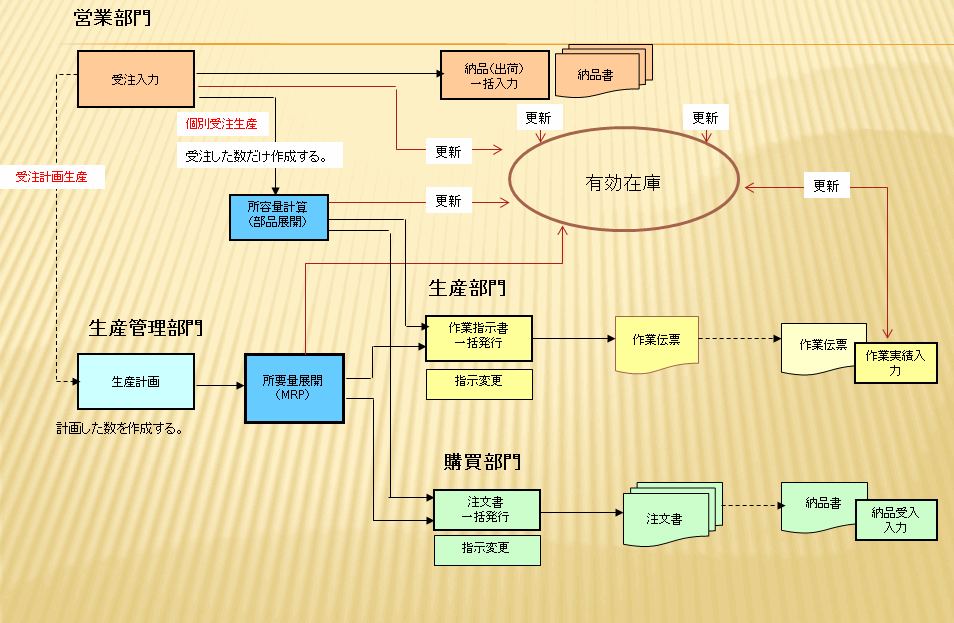 営業部門
受注入力
納品(出荷)
一括入力
納品書
更新
更新
個別受注生産
受注した数だけ作成する。
更新
受注計画生産
有効在庫
更新
所容量計算
(部品展開)
更新
生産部門
生産管理部門
作業指示書
一括発行
作業伝票
作業伝票
作業実績入
力
指示変更
生産計画
所要量展開
(MRP)
計画した数を作成する。
購買部門
注文書
一括発行
注文書
納品書
納品受入
入力
指示変更